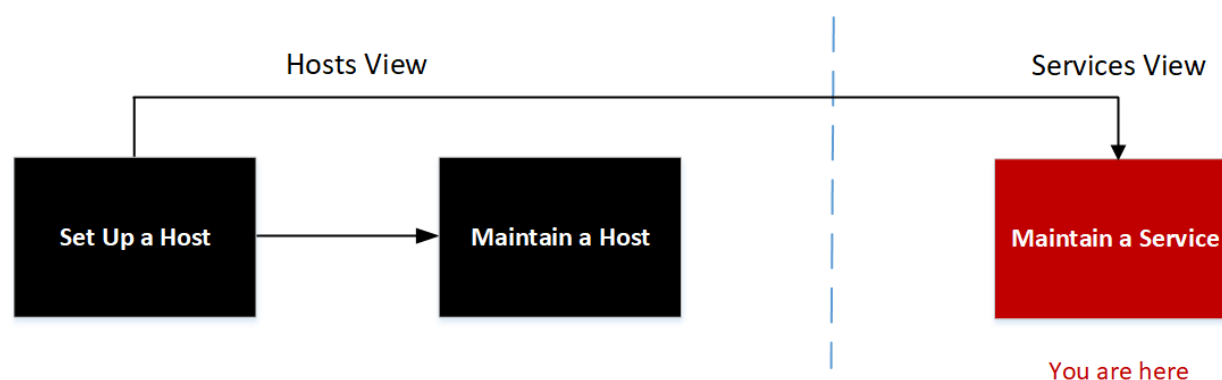 Hosts View
Services View
Set Up a Host
Maintain a Host
Maintain a Service
You are here